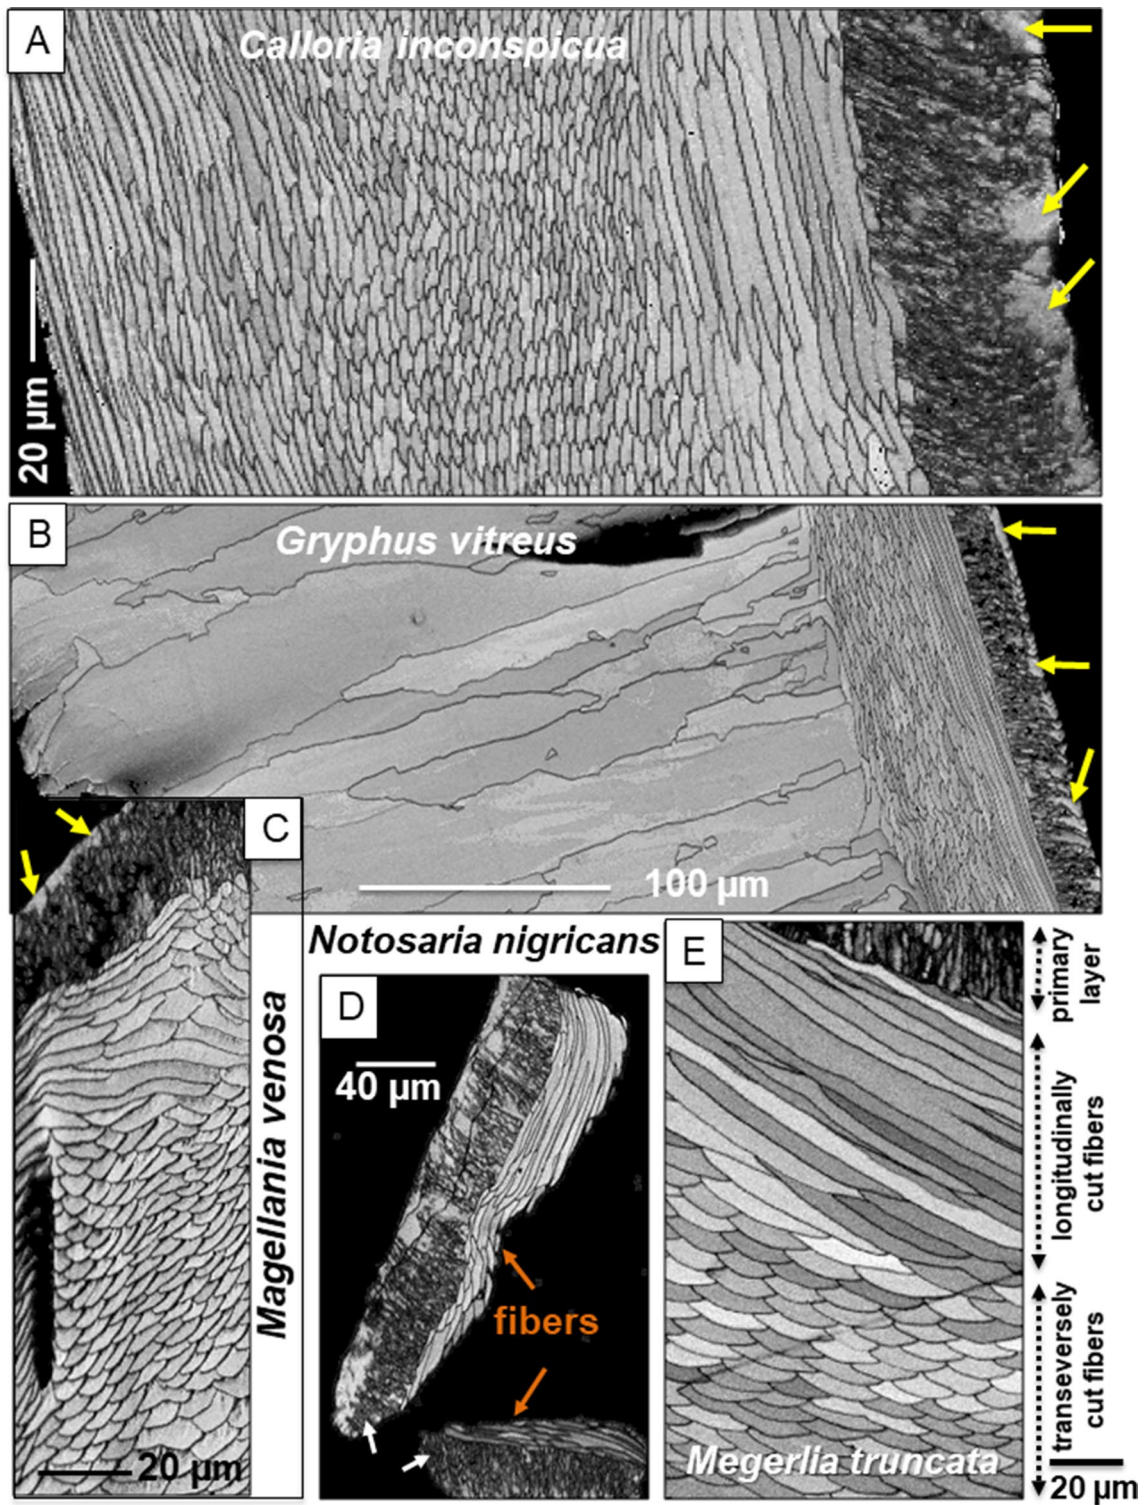 A
Calloria inconspicua
20 µm
B
Gryphus vitreus
100 µm
C
Magellania venosa
20 µm
Notosaria nigricans
D
40 µm
fibers
E
primary
layer
longitudinally
cut fibers
transeversely
cut fibers
Megerlia truncata
20 µm